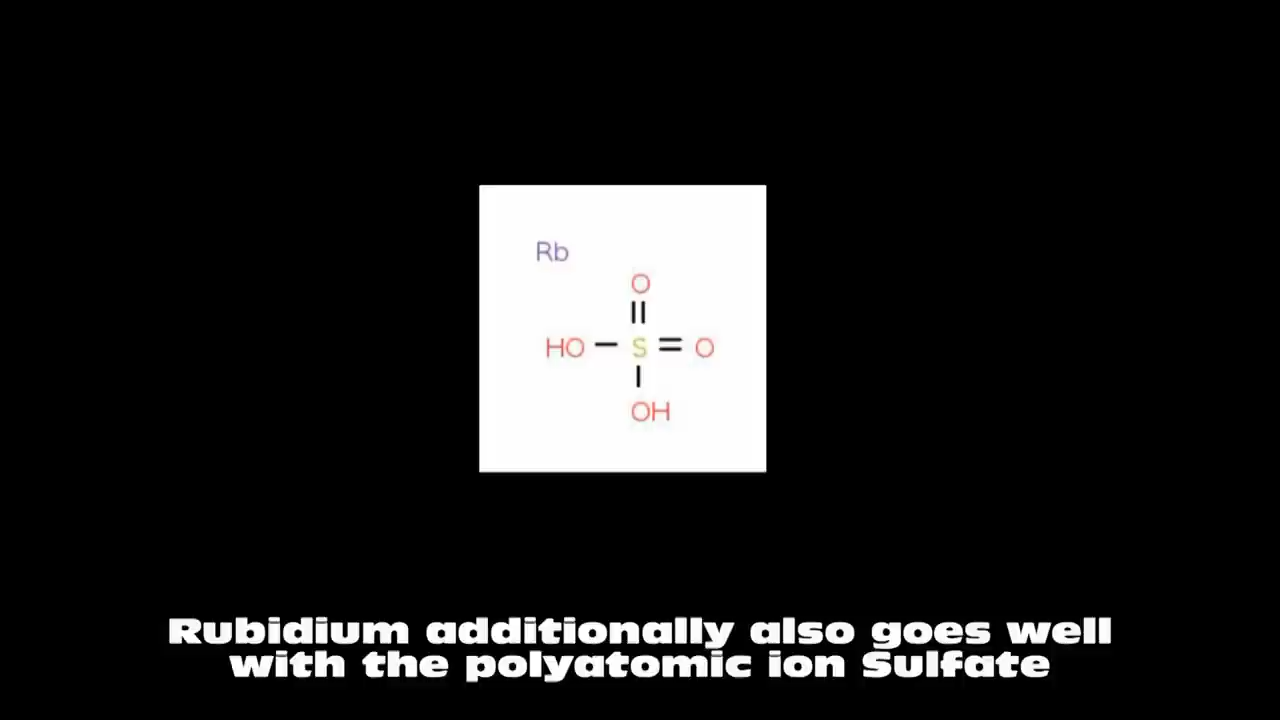 Rb
O
HO S O
OH
Rubidium additionally also goes well
with the polyatomic ion Sulfate